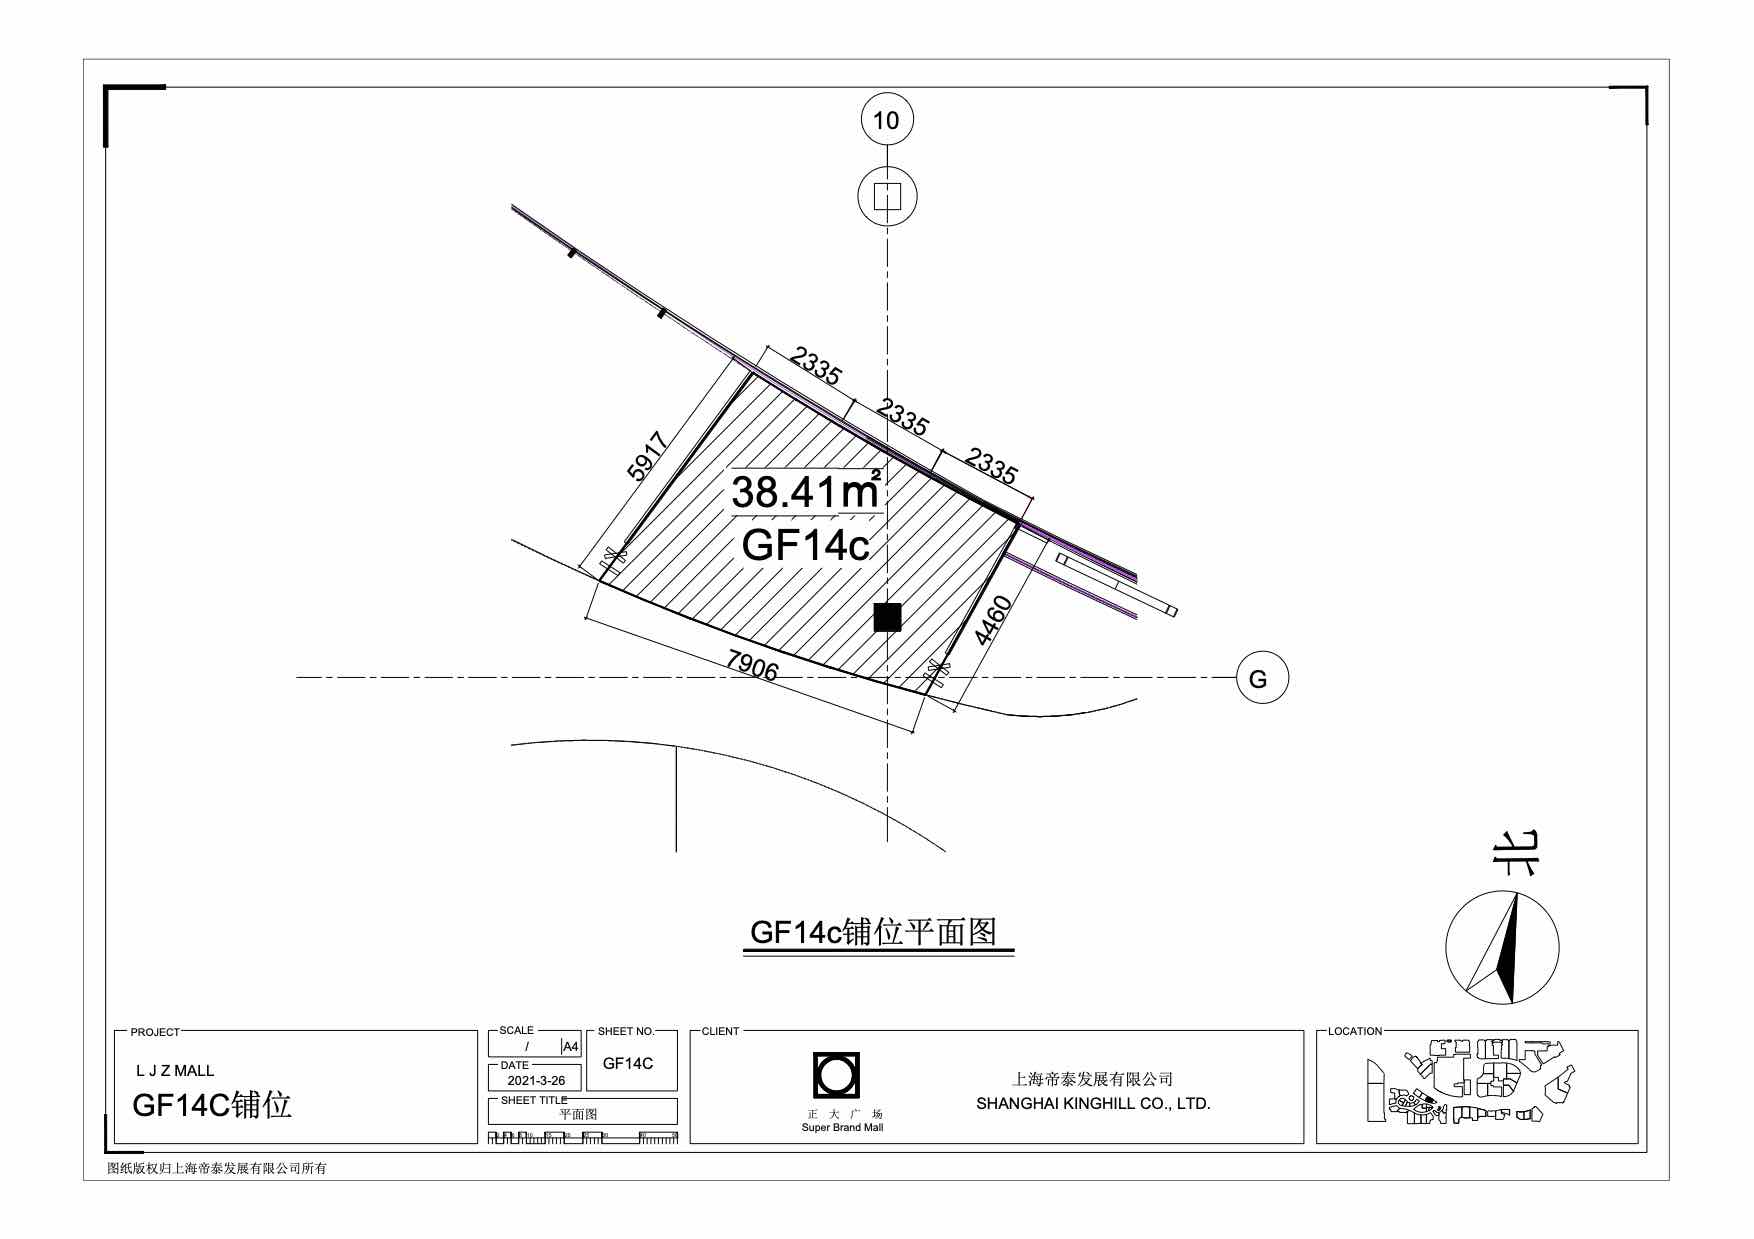 10
2335
2335
2335
5917
38.41m²
GF14c
4460
7906
G
北
GF14c铺位平面图
PROJECT
L J Z MALL
GF14C铺位
SCALE
/ A4
DATE
2021-3-26
SHEET NO.
GF14C
SHEET TITLE
平面图
CLIENT
正大广场
Super Brand Mall
上海帝泰发展有限公司
SHANGHAI KINGHILL CO., LTD.
LOCATION
图纸版权归上海帝泰发展有限公司所有